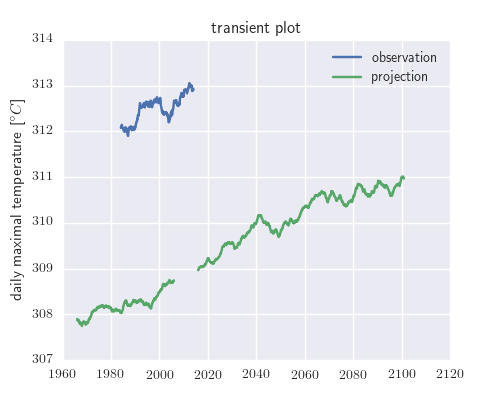 transient plot
314
313
312
311
310
309
308
307
daily maximal temperature [°C]
observation
projection
1960 1980 2000 2020 2040 2060 2080 2100 2120